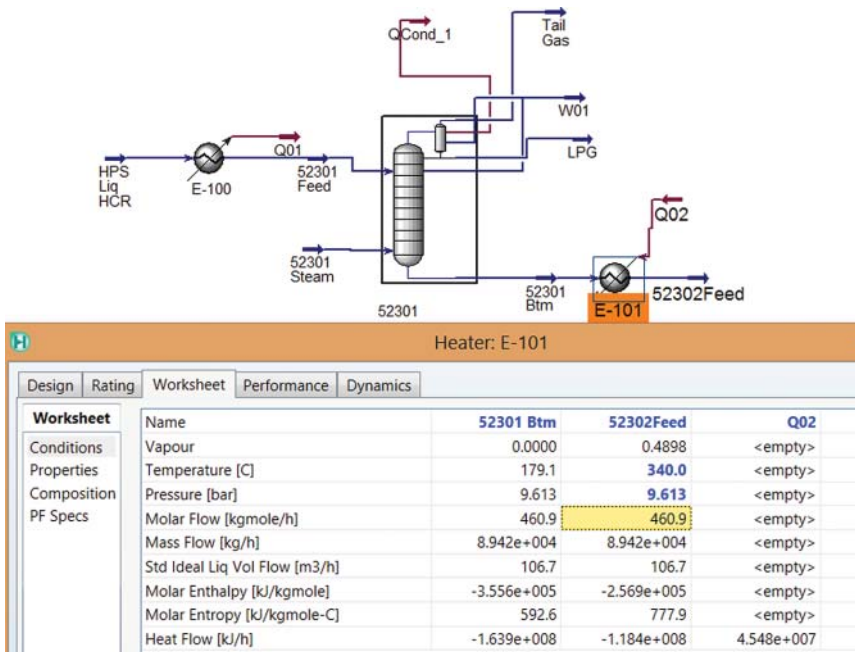 QCond_1
Tail
Gas
W01
LPG
Q01
HPS
Liq
HCR
E-100
52301
Feed
Q02
52301
Steam
52301
52301
Btm
E-101
52302Feed
H
Heater: E-101
Design Rating Worksheet Performance Dynamics
Worksheet
Conditions
Properties
Composition
PF Specs
Name 52301 Btm 52302Feed Q02
Vapour 0.0000 0.4898 <empty>
Temperature [C] 179.1 340.0 <empty>
Pressure [bar] 9.613 9.613 <empty>
Molar Flow [kgmole/h] 460.9 460.9 <empty>
Mass Flow [kg/h] 8.942e+004 8.942e+004 <empty>
Std Ideal Liq Vol Flow [m3/h] 106.7 106.7 <empty>
Molar Enthalpy [kJ/kgmole] -3.556e+005 -2.569e+005 <empty>
Molar Entropy [kJ/kgmole-C] 592.6 777.9 <empty>
Heat Flow [kJ/h] -1.639e+008 -1.184e+008 4.548e+007